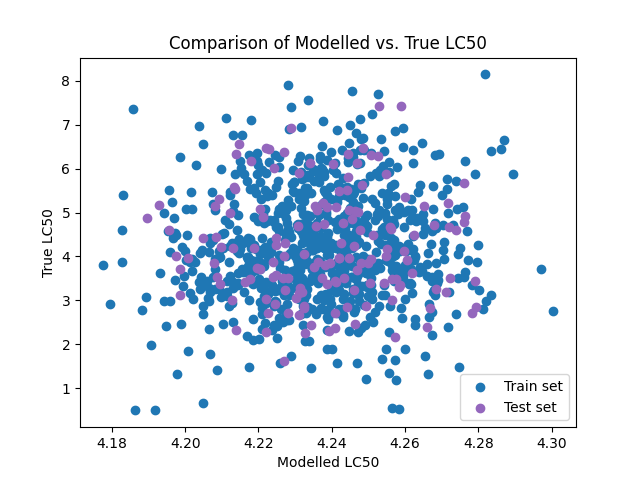 Comparison of Modelled vs. True LC50
True LC50
8
7
6
5
4
3
2
1
4.18 4.20 4.22 4.24 4.26 4.28 4.30
Modelled LC50
Train set
Test set